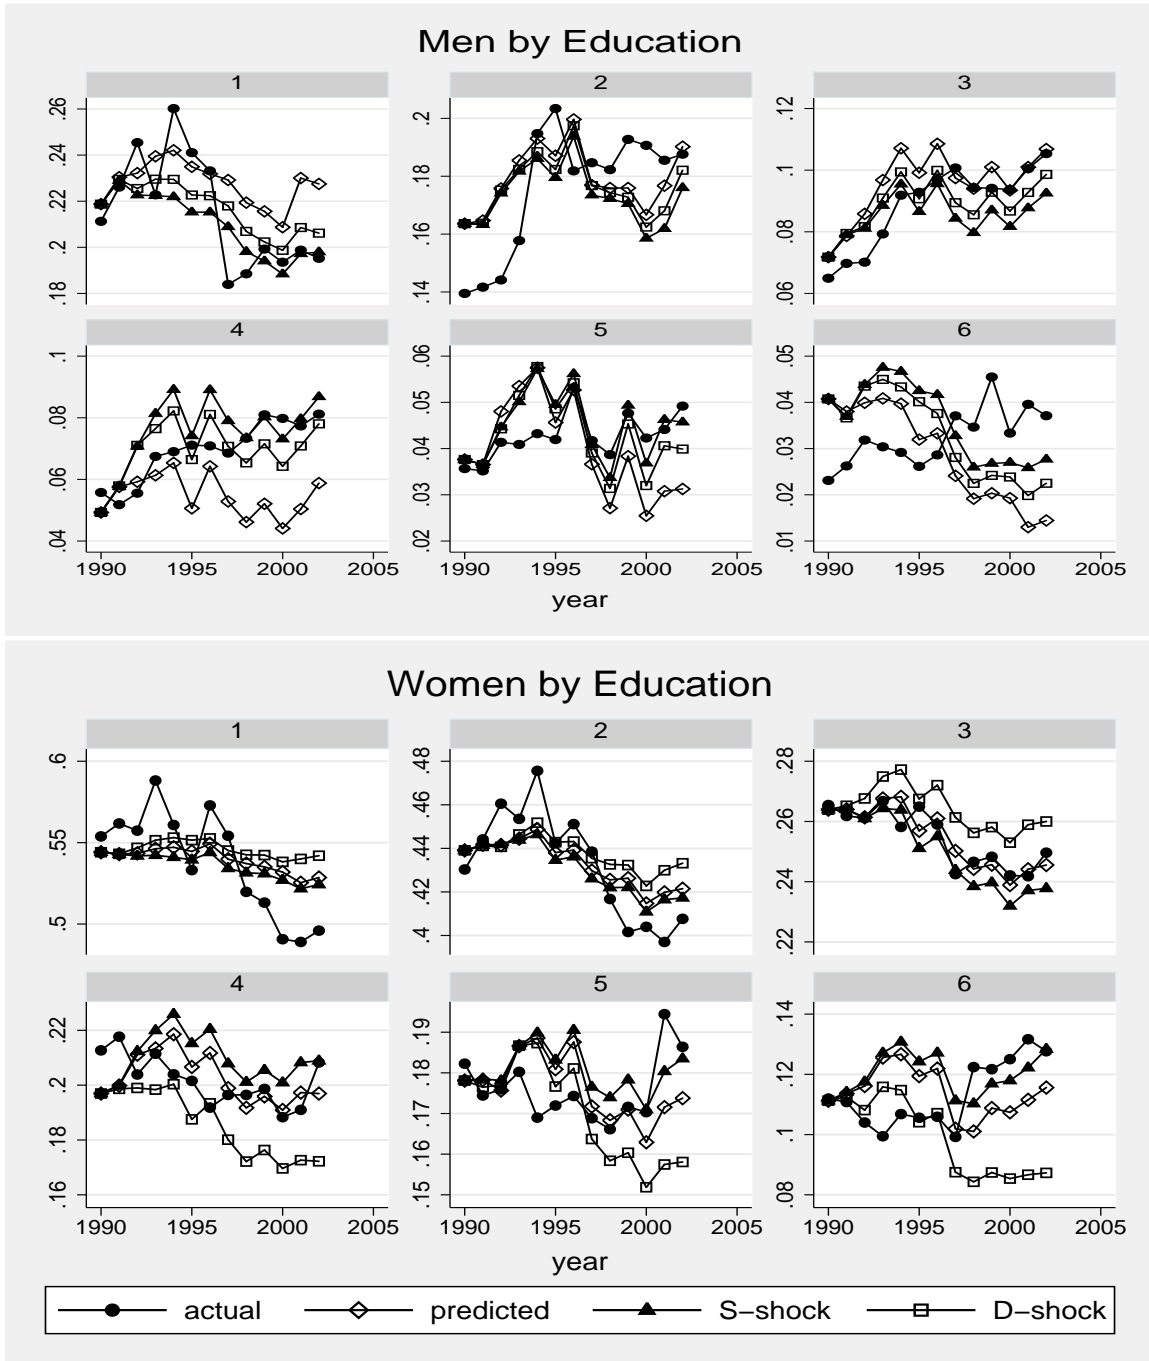 Men by Education
1 2 3
.18 .2 .22 .24 .26
.14 .16 .18 .2
.06 .08 .1 .12
4 5 6
.04 .06 .08 .1
.02 .03 .04 .05 .06
.01 .02 .03 .04 .05
1990 1995 2000 2005 1990 1995 2000 2005 1990 1995 2000 2005
year
Women by Education
1 2 3
.5 .55 .6
.4 .42 .44 .46 .48
.22 .24 .26 .28
4 5 6
.16 .18 .2 .22
.15 .16 .17 .18 .19
.08 .1 .12 .14
1990 1995 2000 2005 1990 1995 2000 2005 1990 1995 2000 2005
year
actual predicted S−shock D−shock